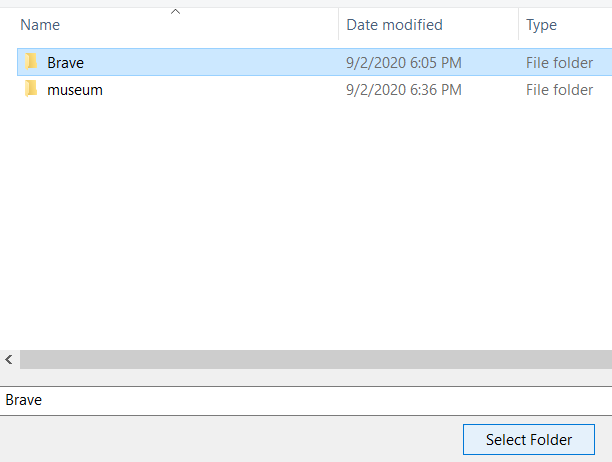 Name Date modified Type
Brave 9/2/2020 6:05 PM File folder
museum 9/2/2020 6:36 PM File folder
Brave
Select Folder